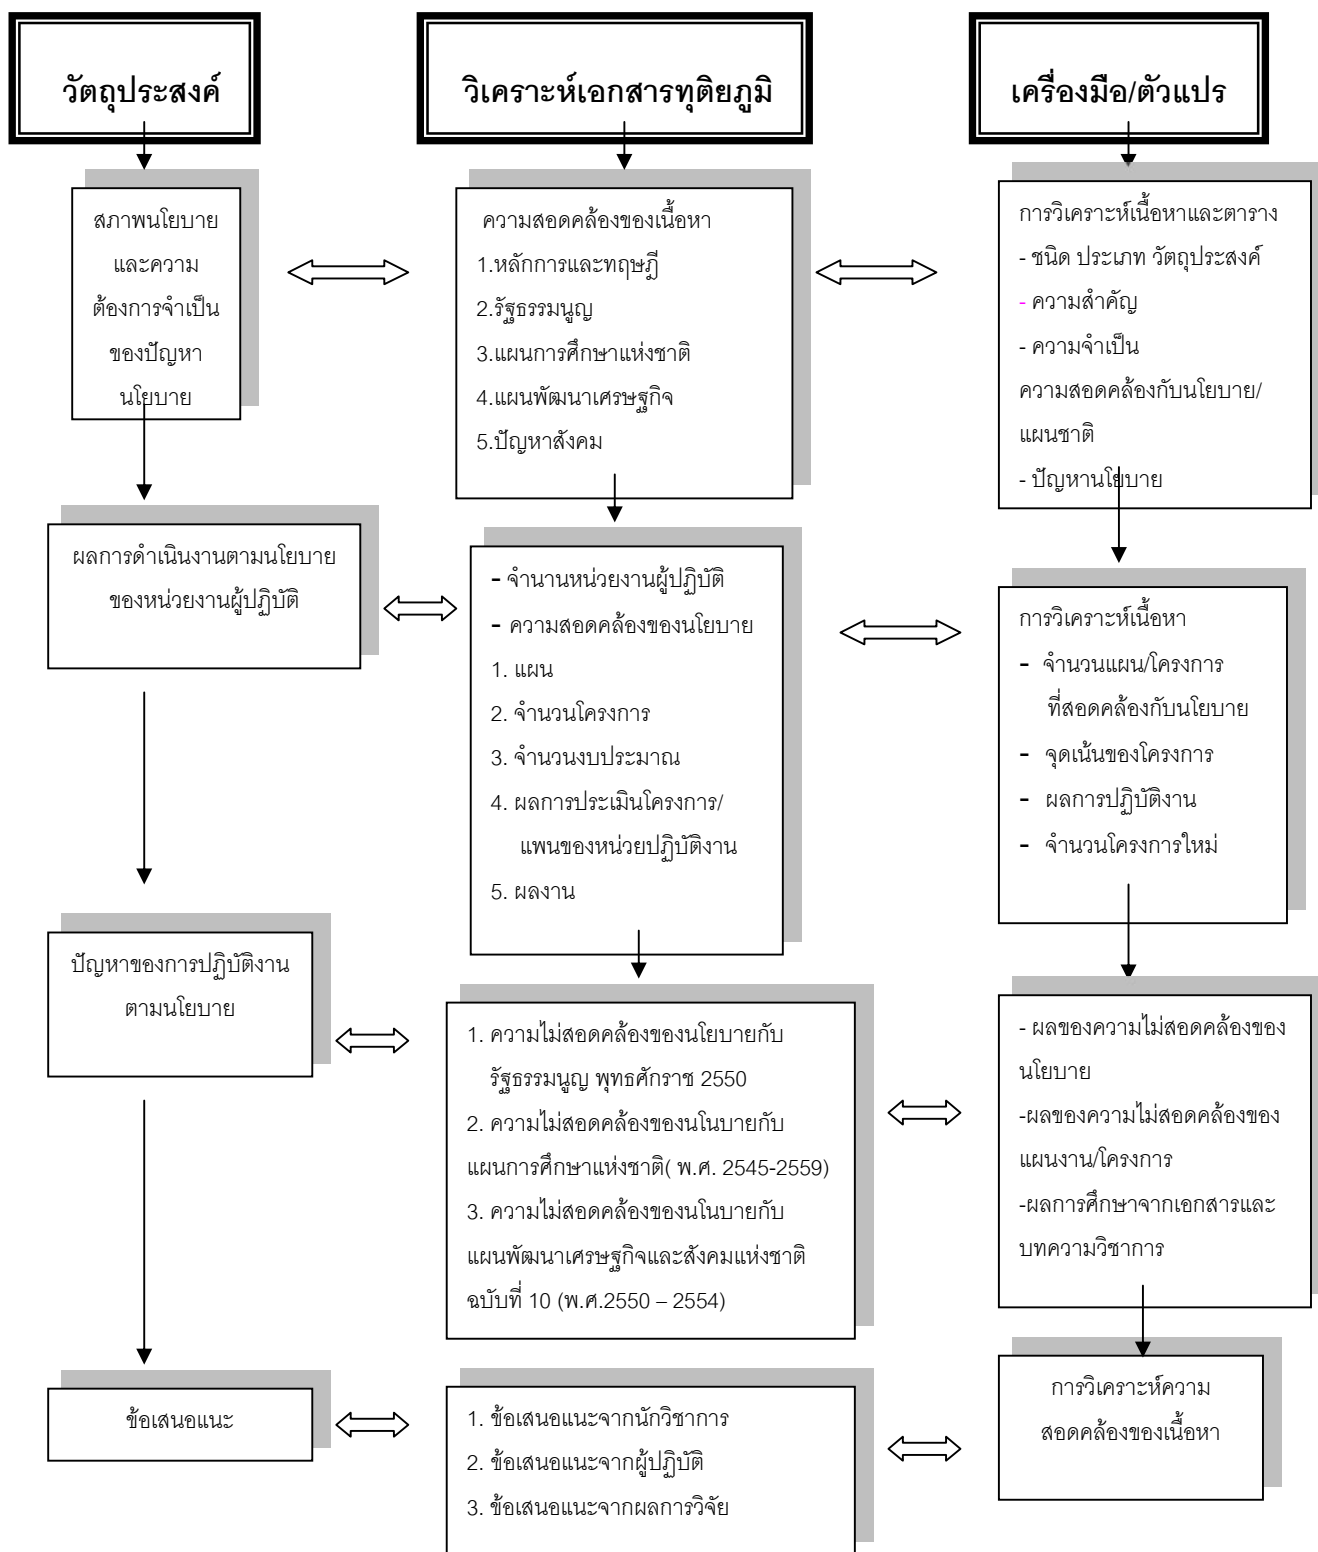 วัตถุประสงค์
วิเคราะห์เอกสารทุติยภูมิ
เครื่องมือ/ตัวแปร
สภาพนโยบาย
และความ
ต้องการจำเป็น
ของปัญหา
นโยบาย
ความสอดคล้องของเนื้อหา
1.หลักการและทฤษฎี
2.รัฐธรรมนูญ
3.แผนการศึกษาแห่งชาติ
4.แผนพัฒนาเศรษฐกิจ
5.ปัญหาสังคม
การวิเคราะห์เนื้อหาและตาราง
- ชนิด ประเภท วัตถุประสงค์
- ความสำคัญ
- ความจำเป็น
ความสอดคล้องกับนโยบาย/
แผนชาติ
- ปัญหานโยบาย
ผลการดำเนินงานตามนโยบาย
ของหน่วยงานผู้ปฏิบัติ
- จำนานหน่วยงานผู้ปฏิบัติ
- ความสอดคล้องของนโยบาย
1. แผน
2. จำนวนโครงการ
3. จำนวนงบประมาณ
4. ผลการประเมินโครงการ/
แพนของหน่วยปฏิบัติงาน
5. ผลงาน
การวิเคราะห์เนื้อหา
- จำนวนแผน/โครงการ
ที่สอดคล้องกับนโยบาย
- จุดเน้นของโครงการ
- ผลการปฏิบัติงาน
- จำนวนโครงการใหม่
ปัญหาของการปฏิบัติงาน
ตามนโยบาย
1. ความไม่สอดคล้องของนโยบายกับ
รัฐธรรมนูญ พุทธศักราช 2550
2. ความไม่สอดคล้องของนโนบายกับ
แผนการศึกษาแห่งชาติ( พ.ศ. 2545-2559)
3. ความไม่สอดคล้องของนโนบายกับ
แผนพัฒนาเศรษฐกิจและสังคมแห่งชาติ
ฉบับที่ 10 (พ.ศ.2550 – 2554)
- ผลของความไม่สอดคล้องของ
นโยบาย
-ผลของความไม่สอดคล้องของ
แผนงาน/โครงการ
-ผลการศึกษาจากเอกสารและ
บทความวิชาการ
ข้อเสนอแนะ
1. ข้อเสนอแนะจากนักวิชาการ
2. ข้อเสนอแนะจากผู้ปฏิบัติ
3. ข้อเสนอแนะจากผลการวิจัย
การวิเคราะห์ความ
สอดคล้องของเนื้อหา